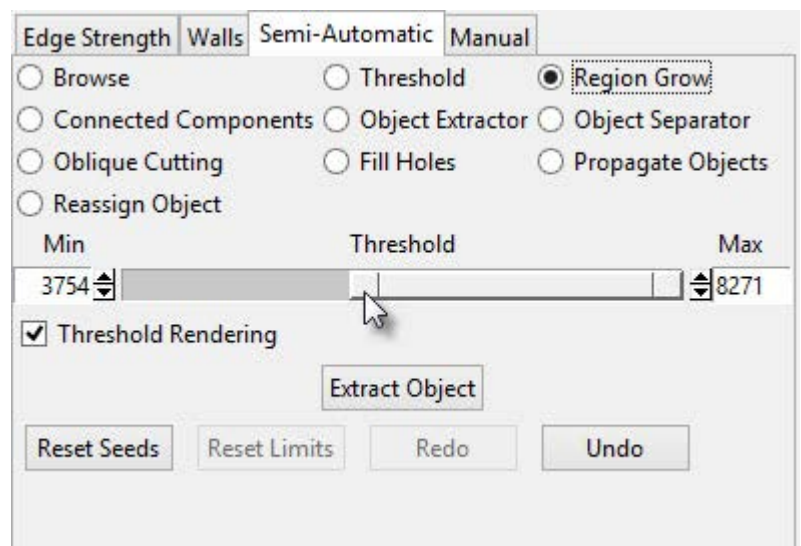 Edge Strength Walls Semi-Automatic Manual
Browse Threshold Region Grow
Connected Components Object Extractor Object Separator
Oblique Cutting Fill Holes Propagate Objects
Reassign Object
Min Threshold Max
3754 8271
Threshold Rendering
Extract Object
Reset Seeds Reset Limits Redo Undo